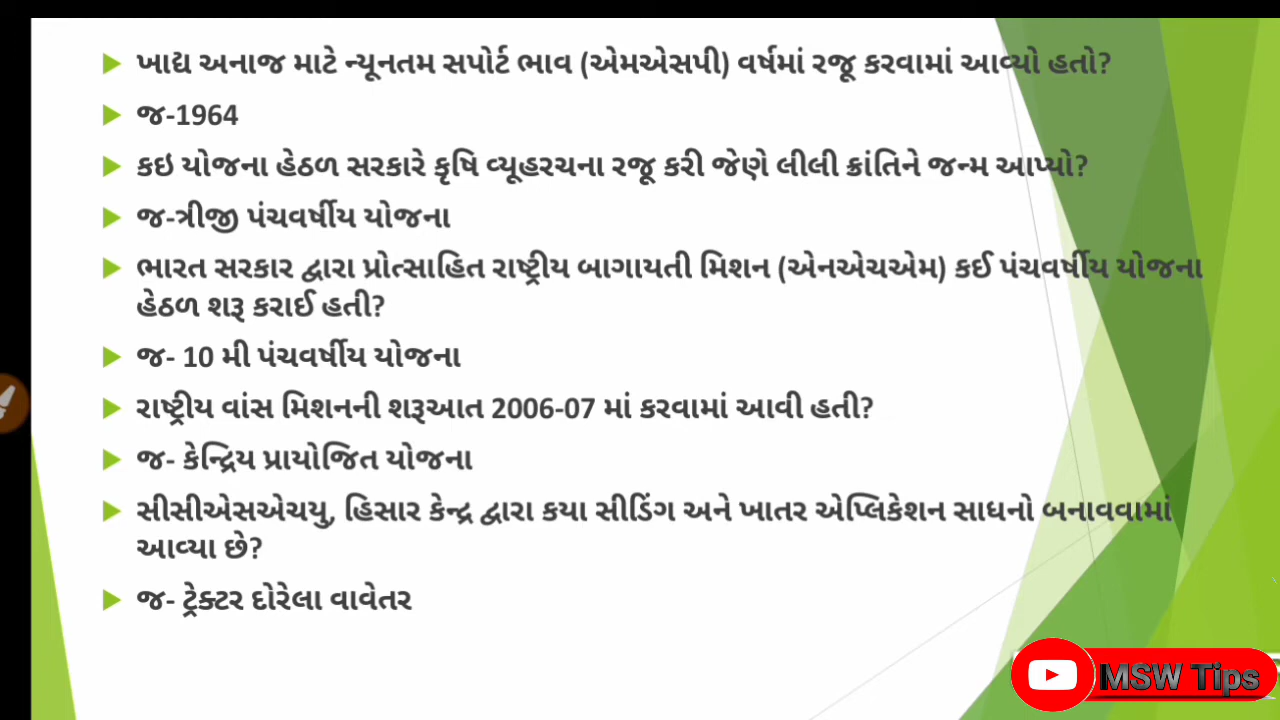 ખાદ્ય અનાજ માટે ન્યૂનતમ સપોર્ટ ભાવ (એમએસપી) વર્ષમાં રજૂ કરવામાં આવ્યો હતો?
જ-1964
કઇ યોજના હેઠળ સરકારે કૃષિ વ્યૂહરચના રજૂ કરી જેણે લીલી ક્રાંતિને જન્મ આપ્યો?
જ-ત્રીજી પંચવર્ષીય યોજના
ભારત સરકાર દ્વારા પ્રોત્સાહિત રાષ્ટ્રીય બાગાયતી મિશન (એનએચએમ) કઈ પંચવર્ષીય યોજના
હેઠળ શરૂ કરાઈ હતી?
જ- 10 મી પંચવર્ષીય યોજના
રાષ્ટ્રીય વાંસ મિશનની શરૂઆત 2006-07 માં કરવામાં આવી હતી?
જ- કેન્દ્રિય પ્રાયોજિત યોજના
સીસીએસએચયુ, હિસાર કેન્દ્ર દ્વારા કયા સીડિંગ અને ખાતર એપ્લિકેશન સાધનો બનાવવામાં
આવ્યા છે?
જ- ટ્રેક્ટર દોરેલા વાવેતર
MSW Tips